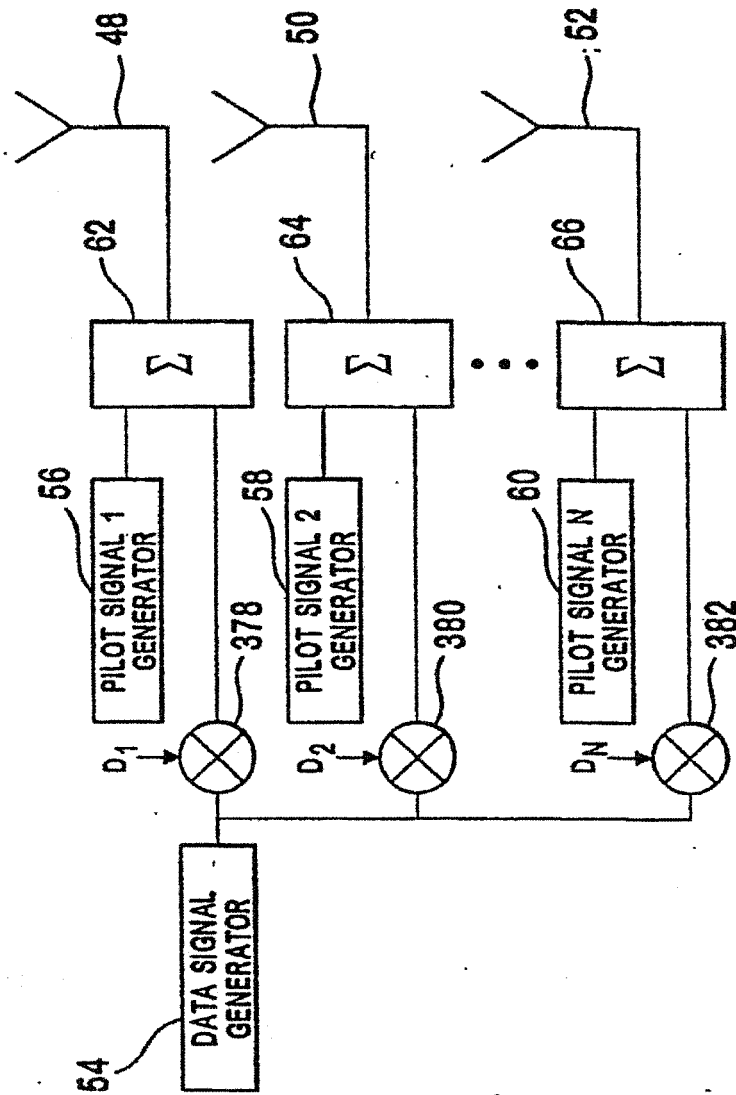 54
DATA SIGNAL
GENERATOR
D1
378
56
PILOT SIGNAL 1
GENERATOR
62
Σ
48
D2
380
58
PILOT SIGNAL 2
GENERATOR
64
Σ
50
DN
382
60
PILOT SIGNAL N
GENERATOR
66
Σ
52